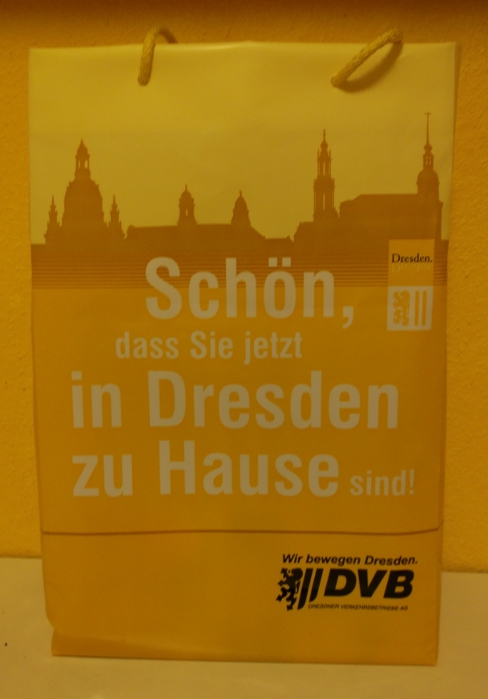 Dresden.
Schön,
dass Sie jetzt
in Dresden
zu Hause sind!
Wir bewegen Dresden.
DVB
DRESDNER VERKEHRSBETRIEBE AG